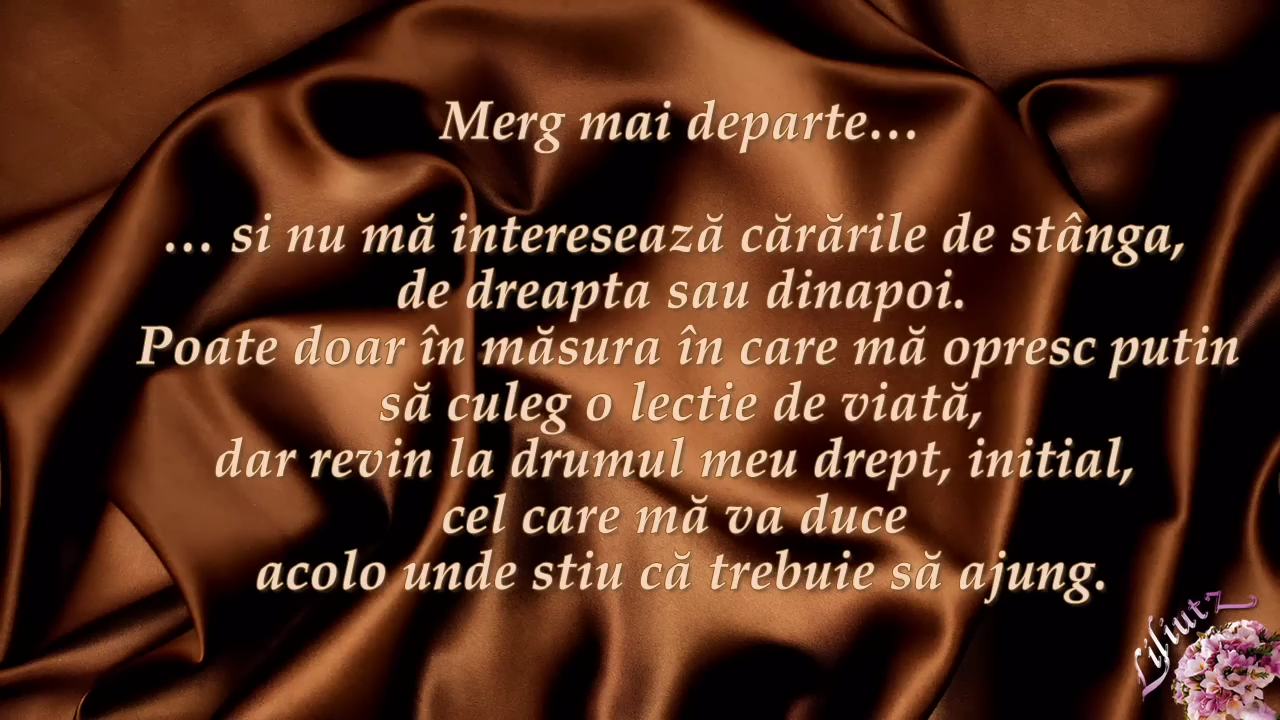 Merg mai departe…
… si nu mă interesează cărările de stânga,
de dreapta sau dinapoi.
Poate doar în măsura în care mă opresc putin
să culeg o lectie de viată,
dar revin la drumul meu drept, initial,
cel care mă va duce
acolo unde stiu că trebuie să ajung.